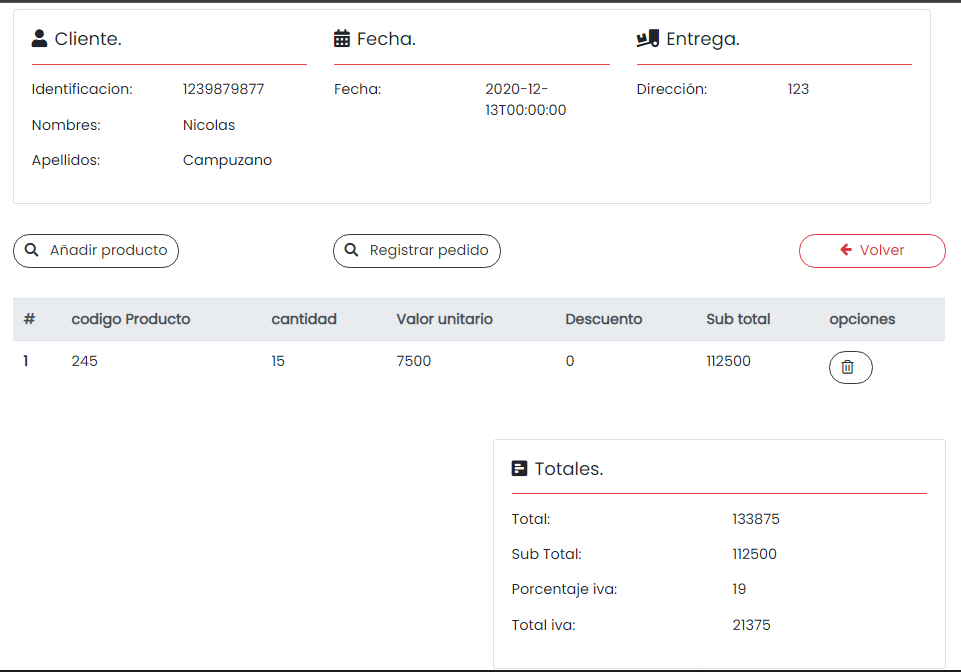 Cliente.
Identificacion: 1239879877
Nombres: Nicolas
Apellidos: Campuzano
Fecha.
Fecha: 2020-12-
13T00:00:00
Entrega.
Dirección: 123
Añadir producto
Registrar pedido
Volver
# codigo Producto cantidad Valor unitario Descuento Sub total opciones
1 245 15 7500 0 112500
Totales.
Total: 133875
Sub Total: 112500
Porcentaje iva: 19
Total iva: 21375